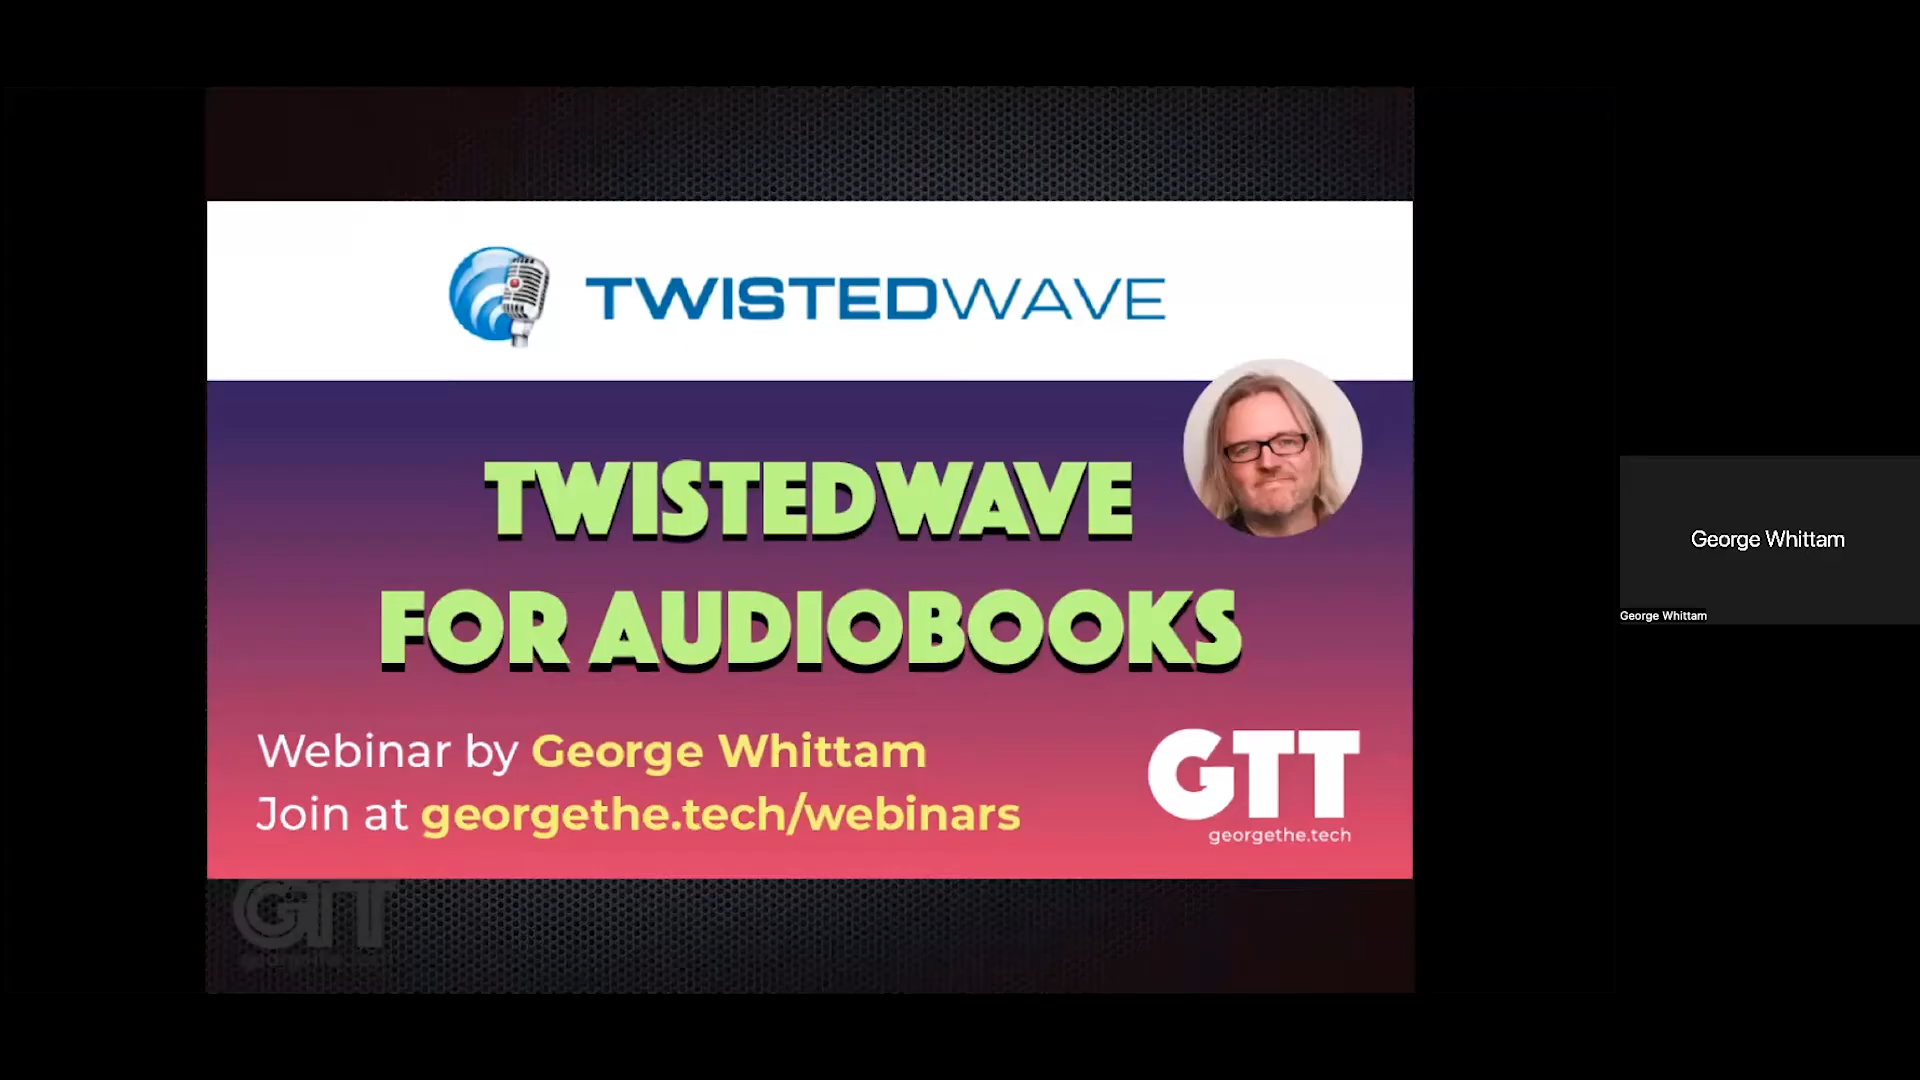 TWISTEDWAVE
TWISTEDWAVE
FOR AUDIOBOOKS
Webinar by George Whittam
Join at georgethe.tech/webinars
GTT
georgethe.tech
GTT
George Whittam
George Whittam